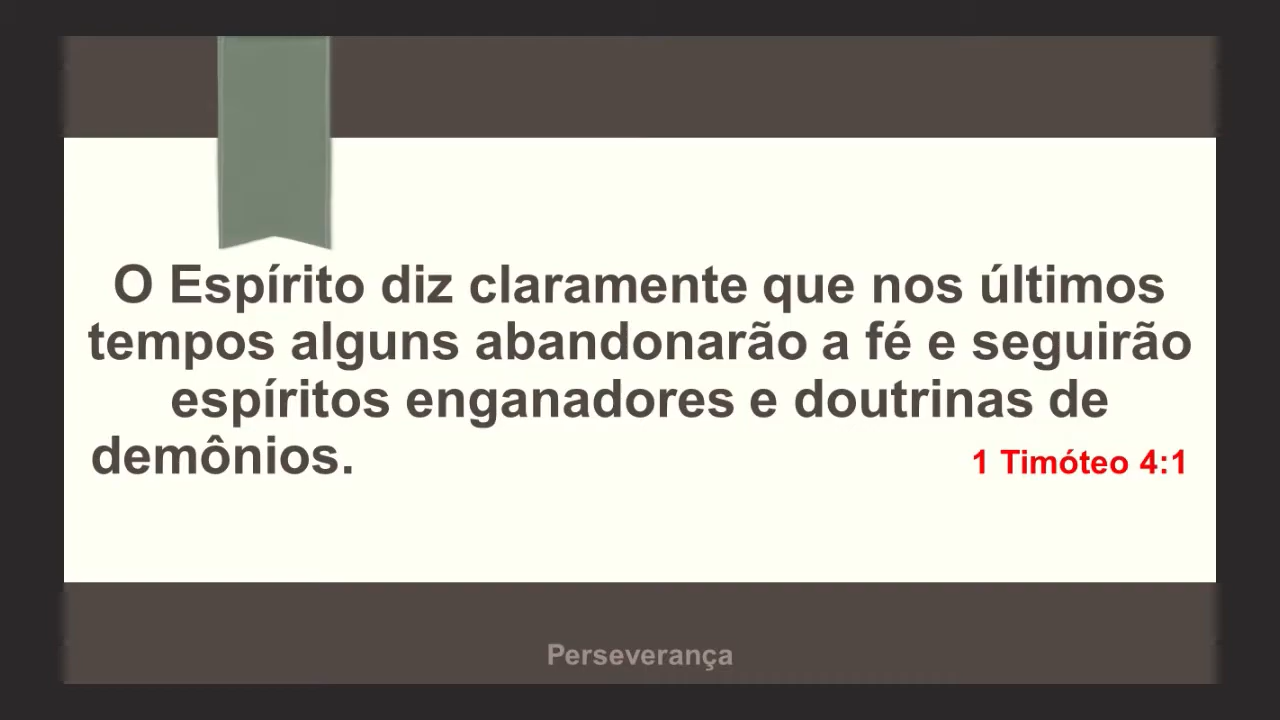 O Espírito diz claramente que nos últimos
tempos alguns abandonarão a fé e seguirão
espíritos enganadores e doutrinas de
demônios. 1 Timóteo 4:1
Perseverança